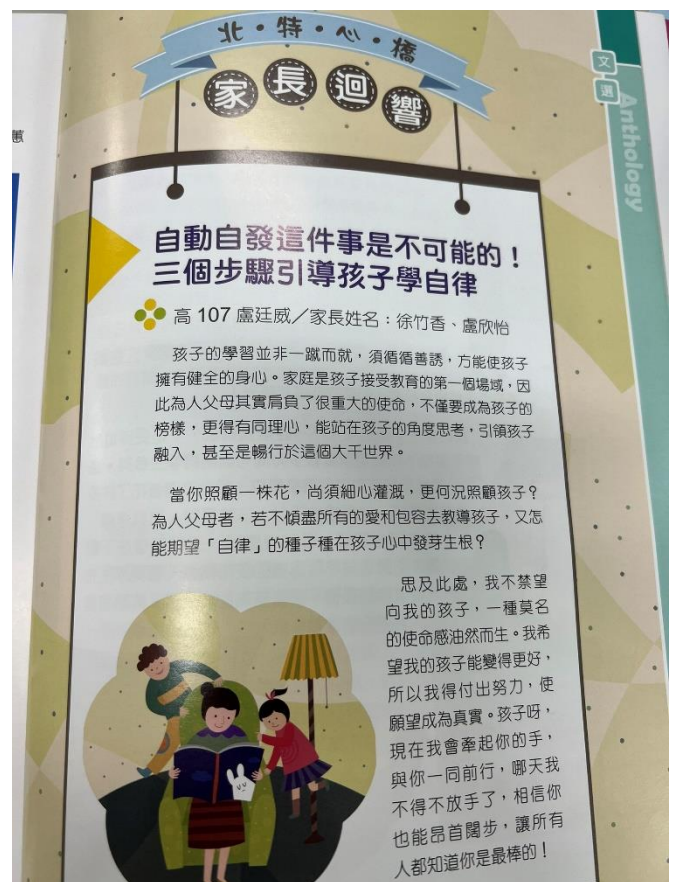 北・特・心・橋
家長迴響
文選
Anthology
蕙
自動自發這件事是不可能的！
三個步驟引導孩子學自律
高 107 盧廷威／家長姓名：徐竹香、盧欣怡
孩子的學習並非一蹴而就，須循循善誘，方能使孩子
擁有健全的身心。家庭是孩子接受教育的第一個場域，因
此為人父母其實肩負了很重大的使命，不僅要成為孩子的
榜樣，更得有同理心，能站在孩子的角度思考，引領孩子
融入，甚至是暢行於這個大千世界。
當你照顧一株花，尚須細心灌溉，更何況照顧孩子？
為人父母者，若不傾盡所有的愛和包容去教導孩子，又怎
能期望「自律」的種子種在孩子心中發芽生根？
思及此處，我不禁望
向我的孩子，一種莫名
的使命感油然而生。我希
望我的孩子能變得更好，
所以我得付出努力，使
願望成為真實。孩子呀，
現在我會牽起你的手，
與你一同前行，哪天我
不得不放手了，相信你
也能昂首闊步，讓所有
人都知道你是最棒的！